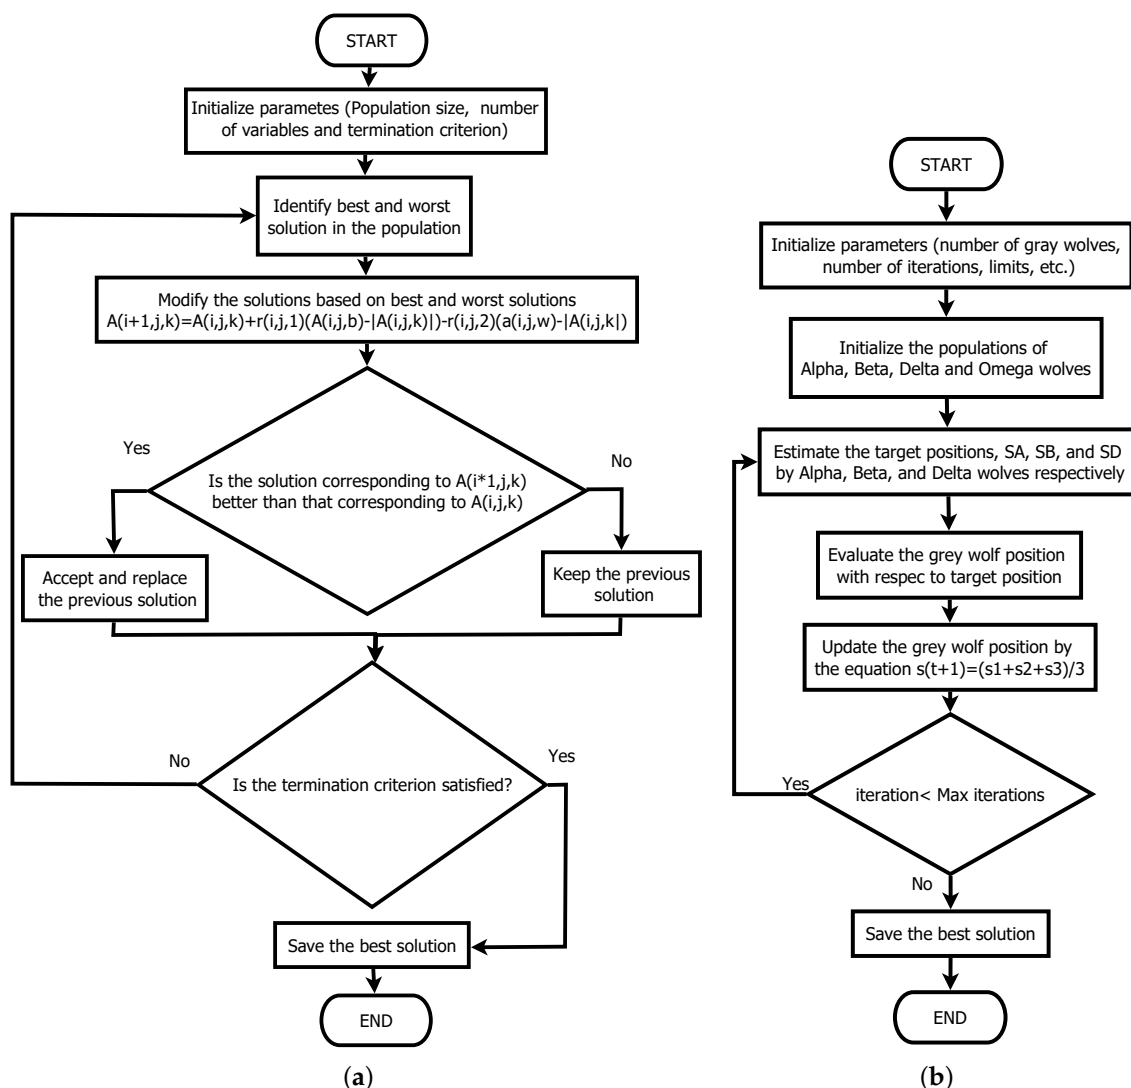 START
Initialize parametes (Population size, number
of variables and termination criterion)
Identify best and worst
solution in the population
Modify the solutions based on best and worst solutions
A(i+1,j,k)=A(i,j,k)+r(i,j,1)(A(i,j,b)-|A(i,j,k)|)-r(i,j,2)(a(i,j,w)-|A(i,j,k|)
Yes
No
Is the solution corresponding to A(i*1,j,k)
better than that corresponding to A(i,j,k)
Accept and replace
the previous solution
Keep the previous
solution
No
Yes
Is the termination criterion satisfied?
Save the best solution
END
(a)
START
Initialize parameters (number of gray wolves,
number of iterations, limits, etc.)
Initialize the populations of
Alpha, Beta, Delta and Omega wolves
Estimate the target positions, SA, SB, and SD
by Alpha, Beta, and Delta wolves respectively
Evaluate the grey wolf position
with respec to target position
Update the grey wolf position by
the equation s(t+1)=(s1+s2+s3)/3
Yes
iteration< Max iterations
No
Save the best solution
END
(b)